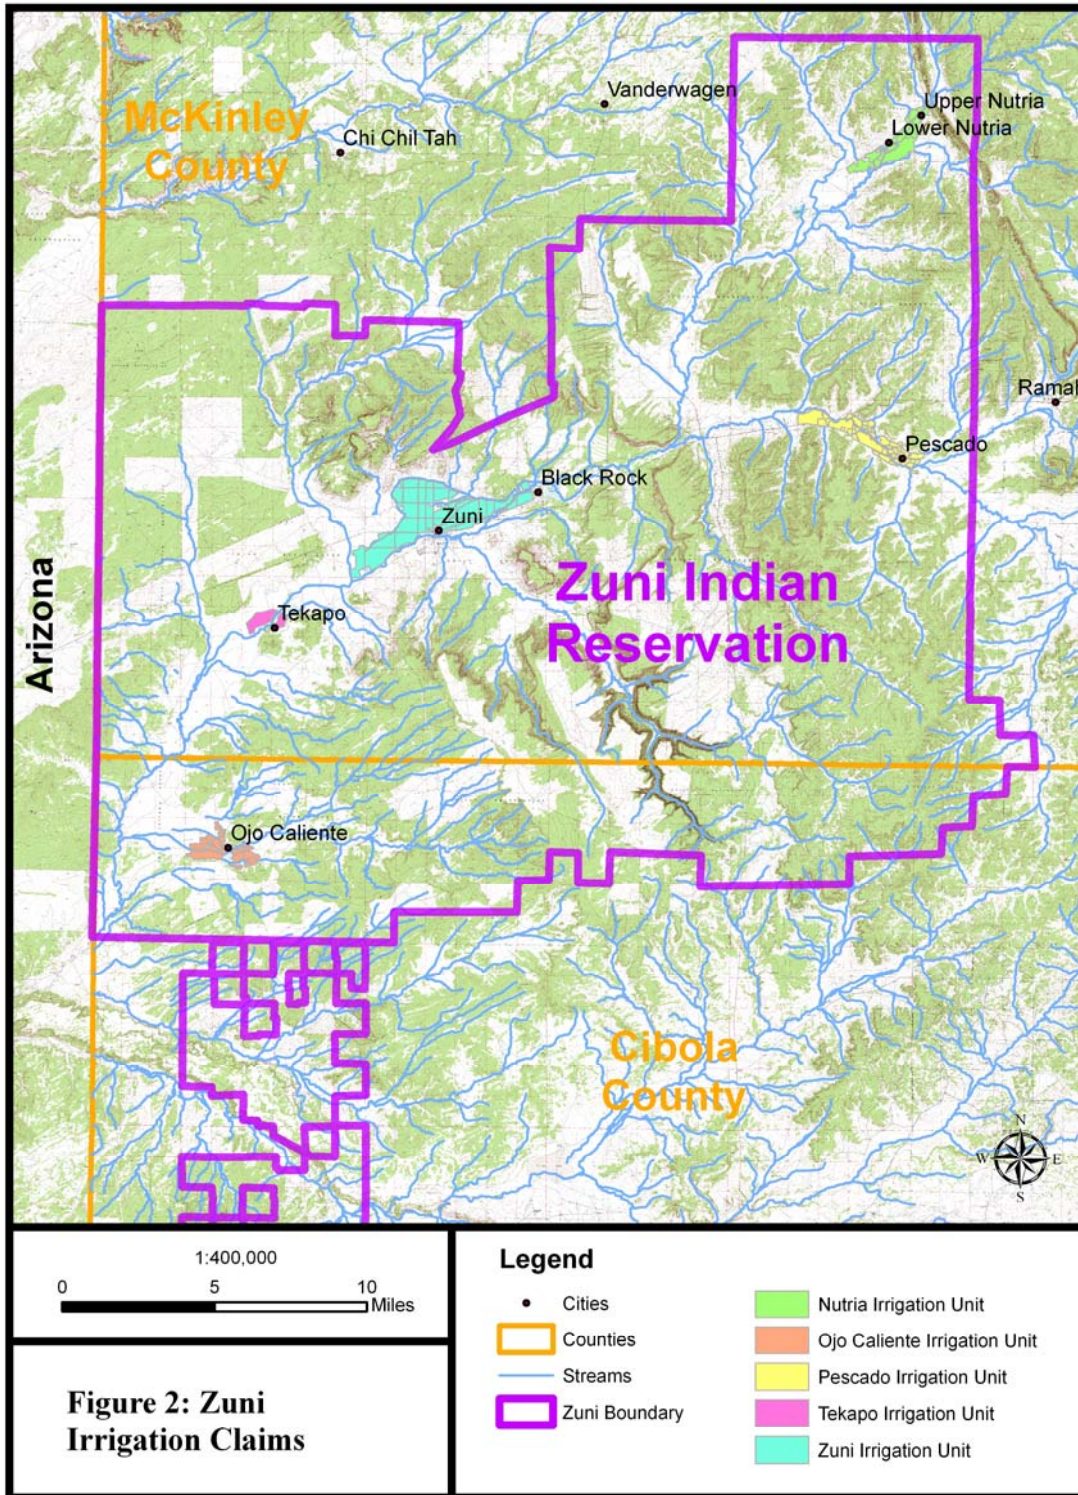 Vanderwagen
Upper Nutria
McKinley
County
Chi Chil Tah
Lower Nutria
Ramah
Pescado
Black Rock
Zuni
Zuni Indian
Reservation
Tekapo
Arizona
Ojo Caliente
Cibola
County
N
W
E
S
1:400,000
0
5
10
Miles
Figure 2: Zuni
Irrigation Claims
Legend
Cities
Counties
Streams
Zuni Boundary
Nutria Irrigation Unit
Ojo Caliente Irrigation Unit
Pescado Irrigation Unit
Tekapo Irrigation Unit
Zuni Irrigation Unit